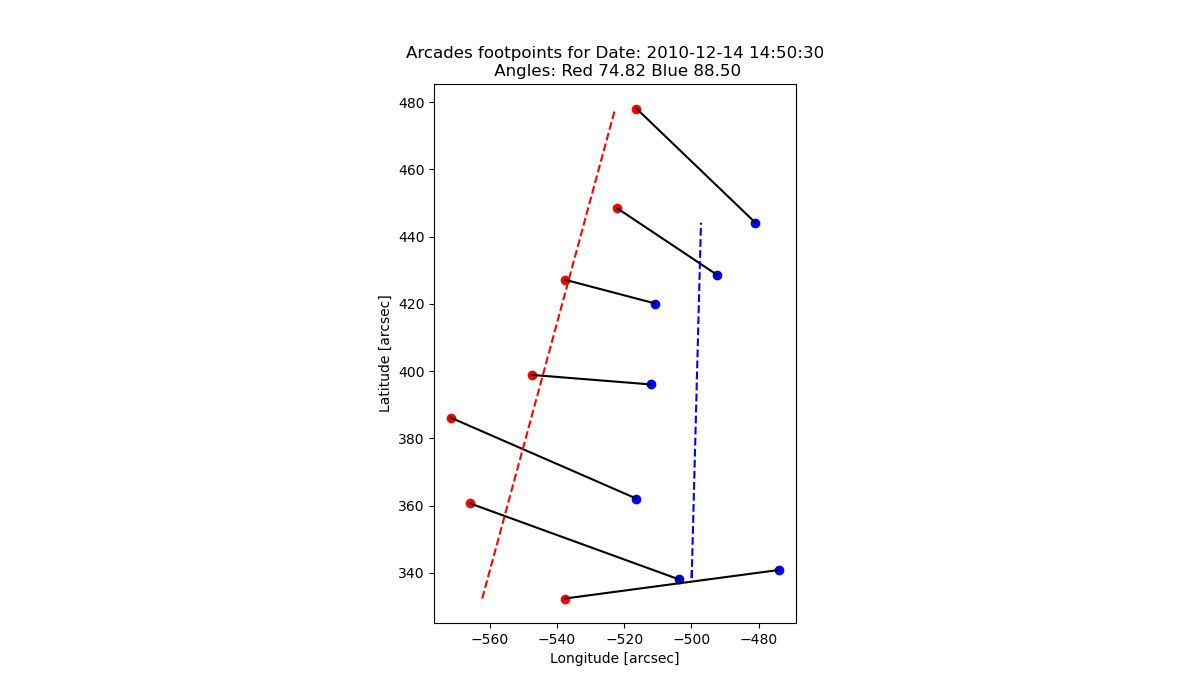 Arcades footpoints for Date: 2010-12-14 14:50:30
Angles: Red 74.82 Blue 88.50
480
460
440
420
400
380
360
340
Latitude [arcsec]
−560 −540 −520 −500 −480
Longitude [arcsec]